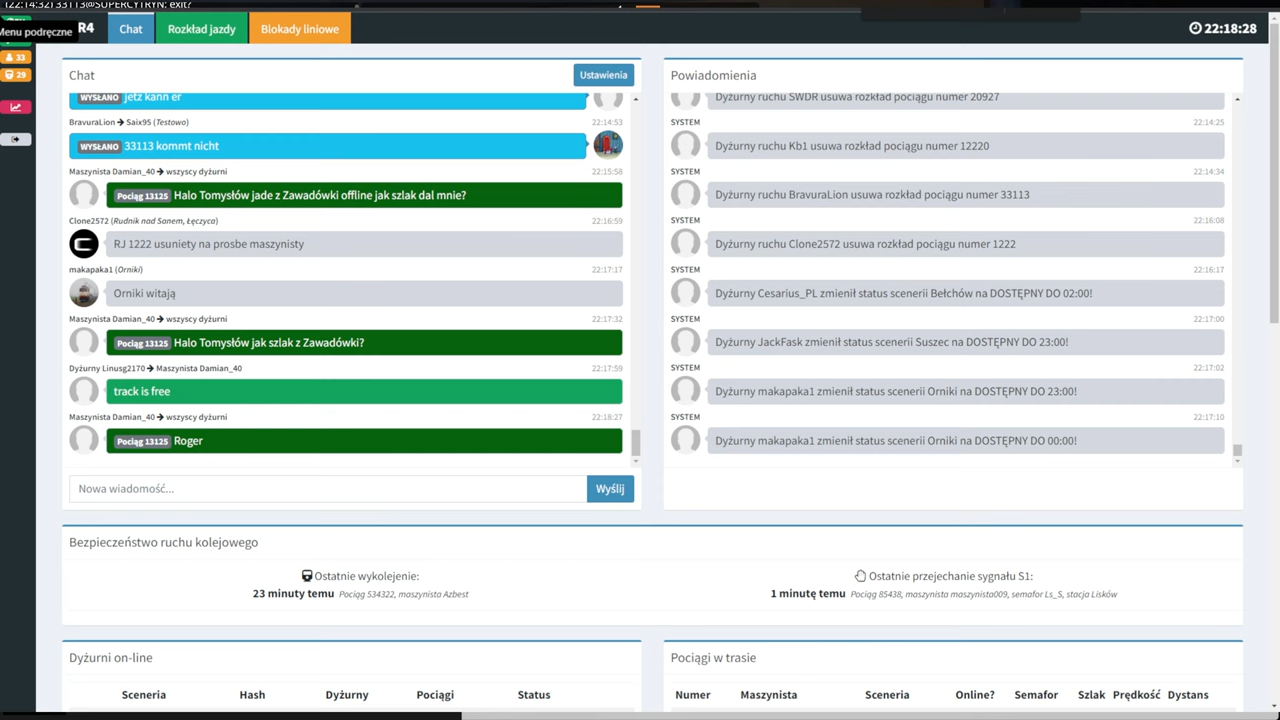 (22:14:32) 33113@SUPERCYTRYN: exit?
Menu podręczne
R4
Chat
Rozkład jazdy
Blokady liniowe
22:18:28
33
29
Chat
Ustawienia
WYSŁANO jetz kann er
BravuraLion → Saix95 (Testowo) 22:14:53
WYSŁANO 33113 kommt nicht
Maszynista Damian_40 → wszyscy dyżurni 22:15:58
Pociąg 13125 Halo Tomysłów jade z Zawadówki offline jak szlak dal mnie?
Clone2572 (Rudnik nad Sanem, Łęczyca) 22:16:59
RJ 1222 usuniety na prosbe maszynisty
makapaka1 (Orniki) 22:17:17
Orniki witają
Maszynista Damian_40 → wszyscy dyżurni 22:17:32
Pociąg 13125 Halo Tomysłów jak szlak z Zawadówki?
Dyżurny Linusg2170 → Maszynista Damian_40 22:17:59
track is free
Maszynista Damian_40 → wszyscy dyżurni 22:18:27
Pociąg 13125 Roger
Nowa wiadomość...
Wyślij
Powiadomienia
Dyżurny ruchu SWDR usuwa rozkład pociągu numer 20927
SYSTEM 22:14:25
Dyżurny ruchu Kb1 usuwa rozkład pociągu numer 12220
SYSTEM 22:14:34
Dyżurny ruchu BravuraLion usuwa rozkład pociągu numer 33113
SYSTEM 22:16:08
Dyżurny ruchu Clone2572 usuwa rozkład pociągu numer 1222
SYSTEM 22:16:17
Dyżurny Cesarius_PL zmienił status scenerii Bełchów na DOSTĘPNY DO 02:00!
SYSTEM 22:17:00
Dyżurny JackFask zmienił status scenerii Suszec na DOSTĘPNY DO 23:00!
SYSTEM 22:17:02
Dyżurny makapaka1 zmienił status scenerii Orniki na DOSTĘPNY DO 23:00!
SYSTEM 22:17:10
Dyżurny makapaka1 zmienił status scenerii Orniki na DOSTĘPNY DO 00:00!
Bezpieczeństwo ruchu kolejowego
Ostatnie wykolejenie:
23 minuty temu Pociąg 534322, maszynista Azbest
Ostatnie przejechanie sygnału S1:
1 minutę temu Pociąg 85438, maszynista maszynista009, semafor Ls_S, stacja Lisków
Dyżurni on-line
Sceneria Hash Dyżurny Pociągi Status
Pociągi w trasie
Numer Maszynista Sceneria Online? Semafor Szlak Prędkość Dystans